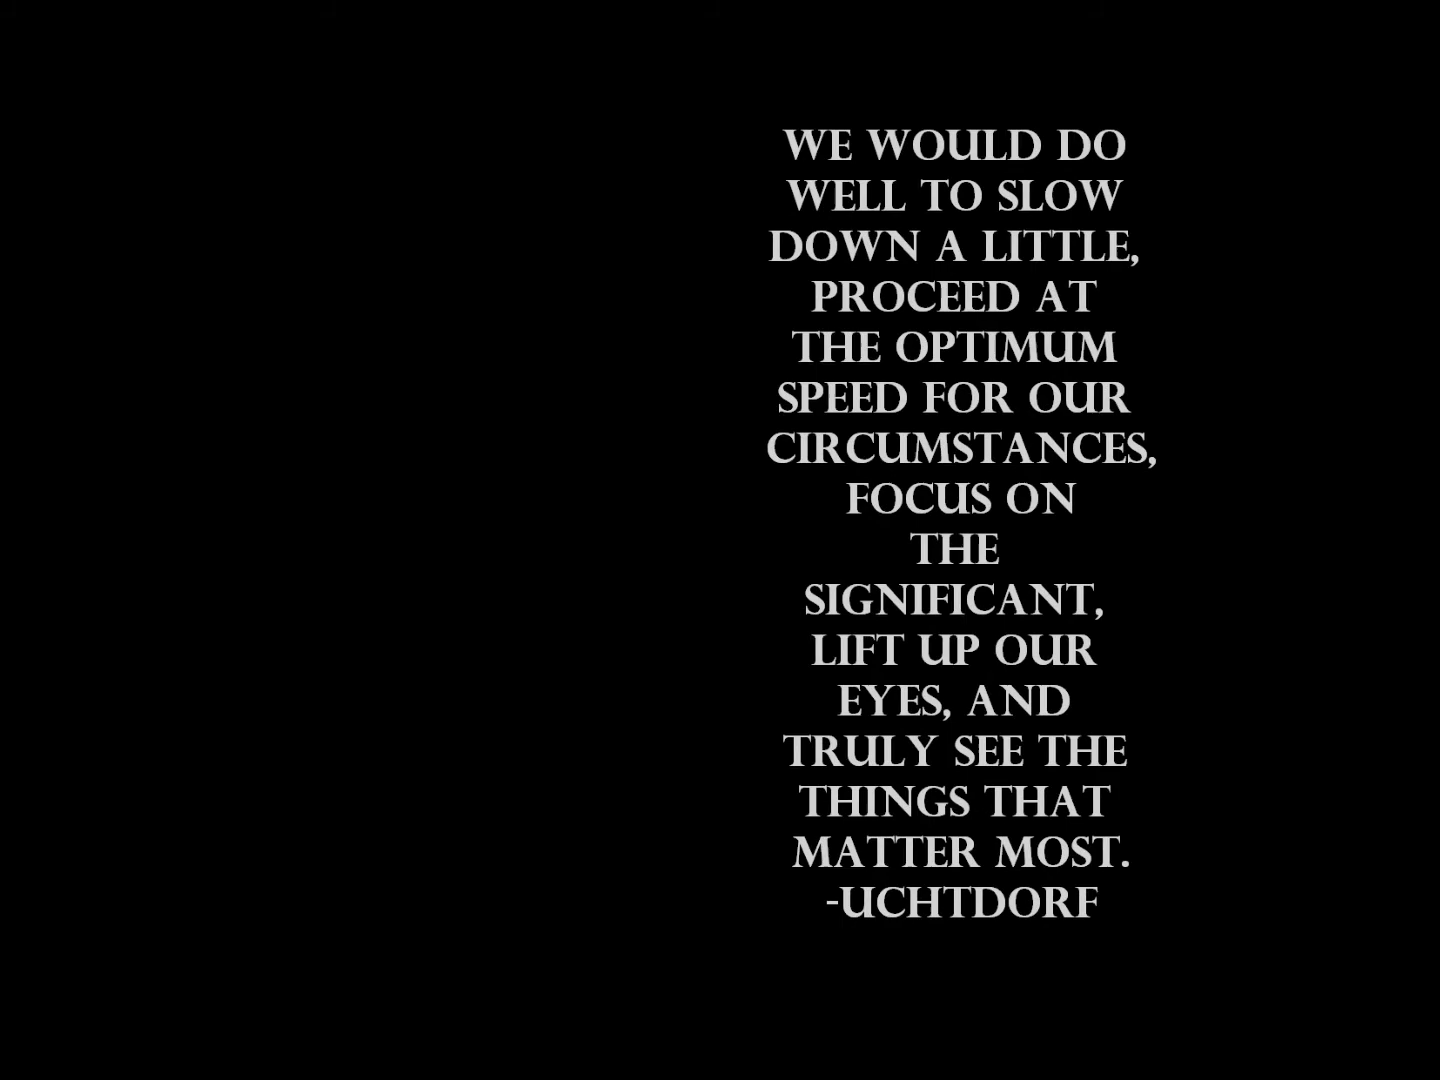 WE WOULD DO
WELL TO SLOW
DOWN A LITTLE,
PROCEED AT
THE OPTIMUM
SPEED FOR OUR
CIRCUMSTANCES,
FOCUS ON
THE
SIGNIFICANT,
LIFT UP OUR
EYES, AND
TRULY SEE THE
THINGS THAT
MATTER MOST.
-UCHTDORF